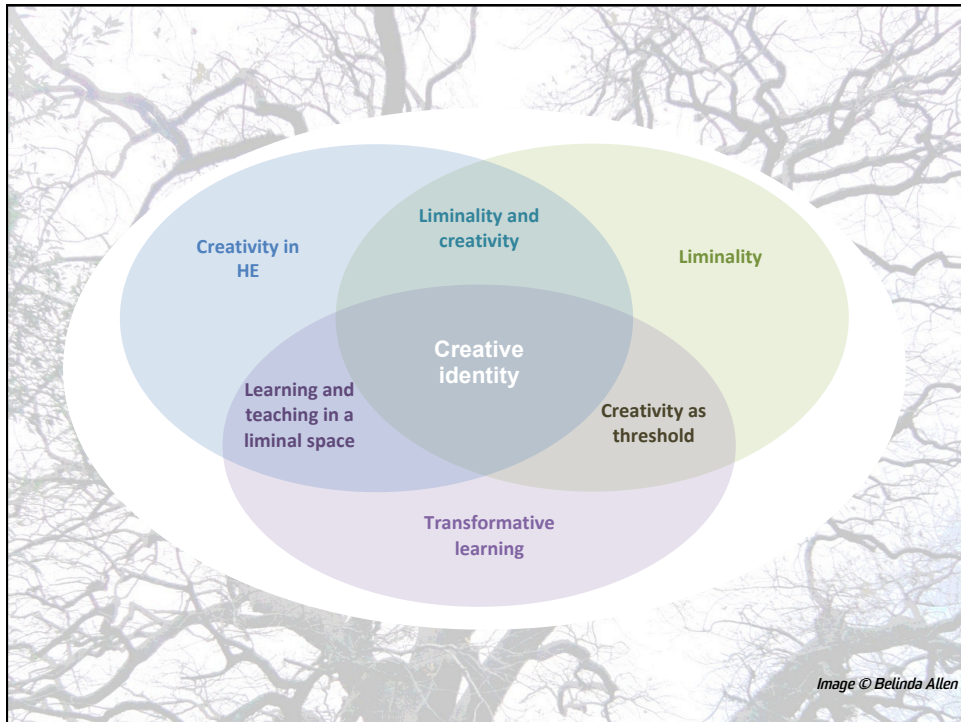 Liminality and
creativity
Creativity in
HE
Liminality
Creative
identity
Learning and
teaching in a
liminal space
Creativity as
threshold
Transformative
learning
Image © Belinda Allen